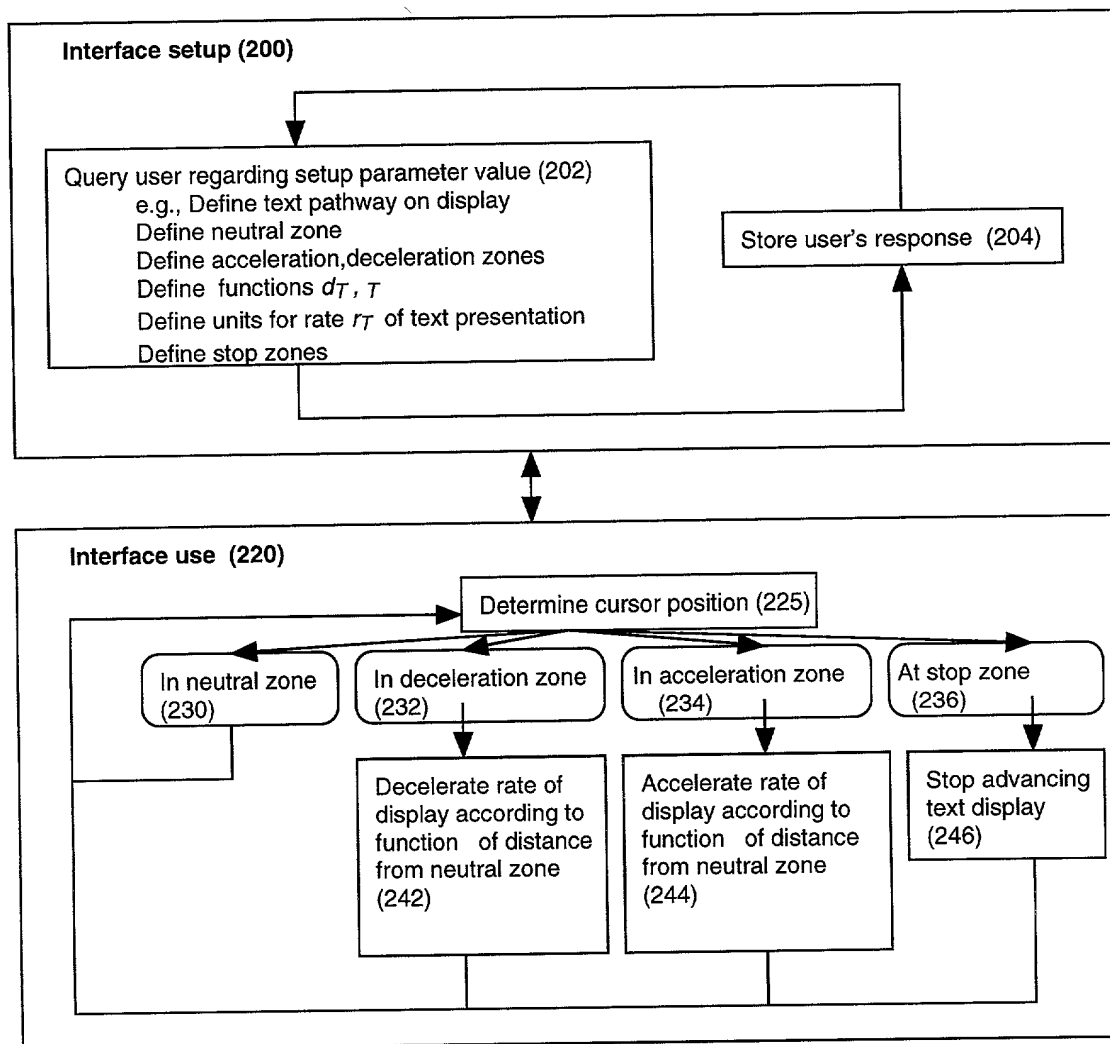 Interface setup (200)
Query user regarding setup parameter value (202)
e.g., Define text pathway on display
Define neutral zone
Define acceleration,deceleration zones
Define functions dT, T
Define units for rate rT of text presentation
Define stop zones
Store user's response (204)
Interface use (220)
Determine cursor position (225)
In neutral zone
(230)
In deceleration zone
(232)
In acceleration zone
(234)
At stop zone
(236)
Decelerate rate of
display according to
function of distance
from neutral zone
(242)
Accelerate rate of
display according to
function of distance
from neutral zone
(244)
Stop advancing
text display
(246)